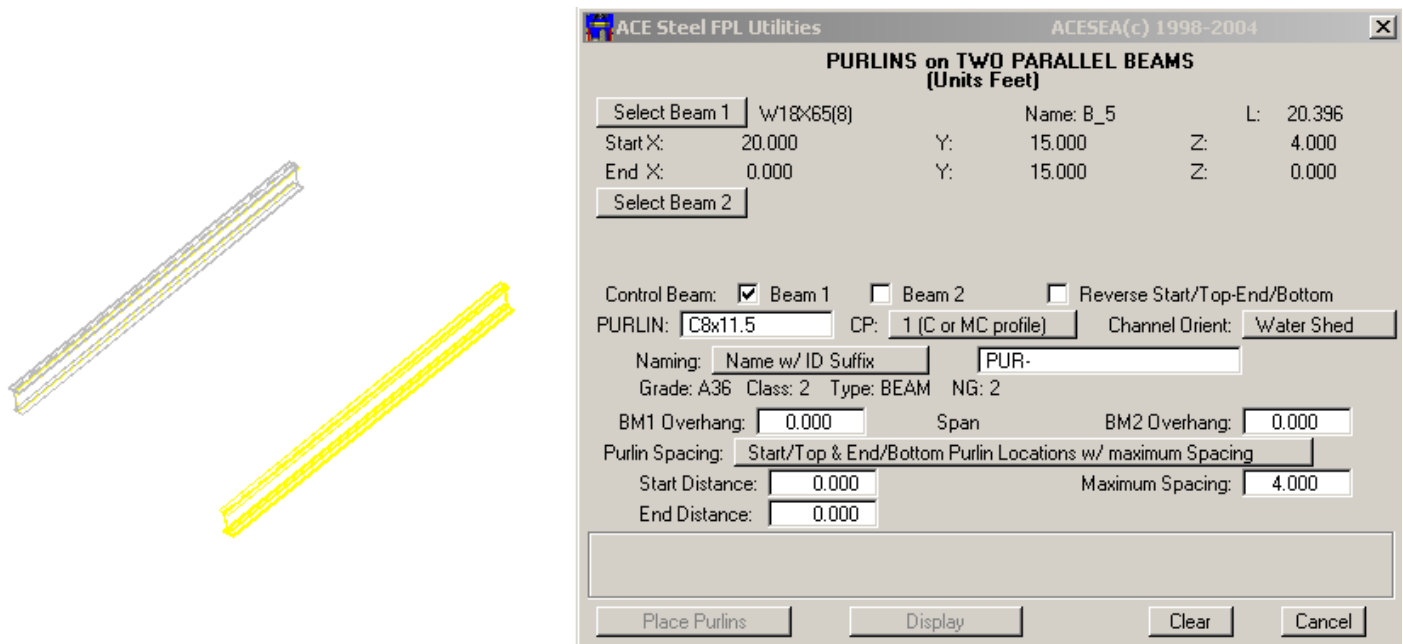 ACE Steel FPL Utilities ACESEA(c) 1998-2004
PURLINS on TWO PARALLEL BEAMS
(Units Feet)
Select Beam 1 W18X65(8) Name: B_5 L: 20.396
Start X: 20.000 Y: 15.000 Z: 4.000
End X: 0.000 Y: 15.000 Z: 0.000
Select Beam 2
Control Beam: Beam 1 Beam 2 Reverse Start/Top-End/Bottom
PURLIN: C8x11.5 CP: 1 (C or MC profile) Channel Orient: Water Shed
Naming: Name w/ ID Suffix PUR-
Grade: A36 Class: 2 Type: BEAM NG: 2
BM1 Overhang: 0.000 Span BM2 Overhang: 0.000
Purlin Spacing: Start/Top & End/Bottom Purlin Locations w/ maximum Spacing
Start Distance: 0.000 Maximum Spacing: 4.000
End Distance: 0.000
Place Purlins Display Clear Cancel